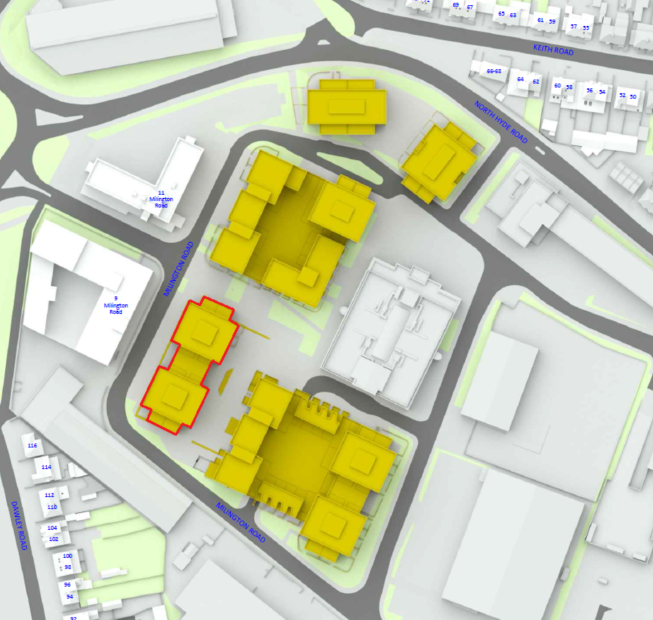 65 63
61 59
57 55
KEITH ROAD
64 62
60 58
56 54
52 50
NORTH HYDE ROAD
11
Millington
Road
MILLINGTON ROAD
9
Millington
Road
116
114
112
110
104
102
100
98
96
94
92
DAWLEY ROAD
MILLINGTON ROAD